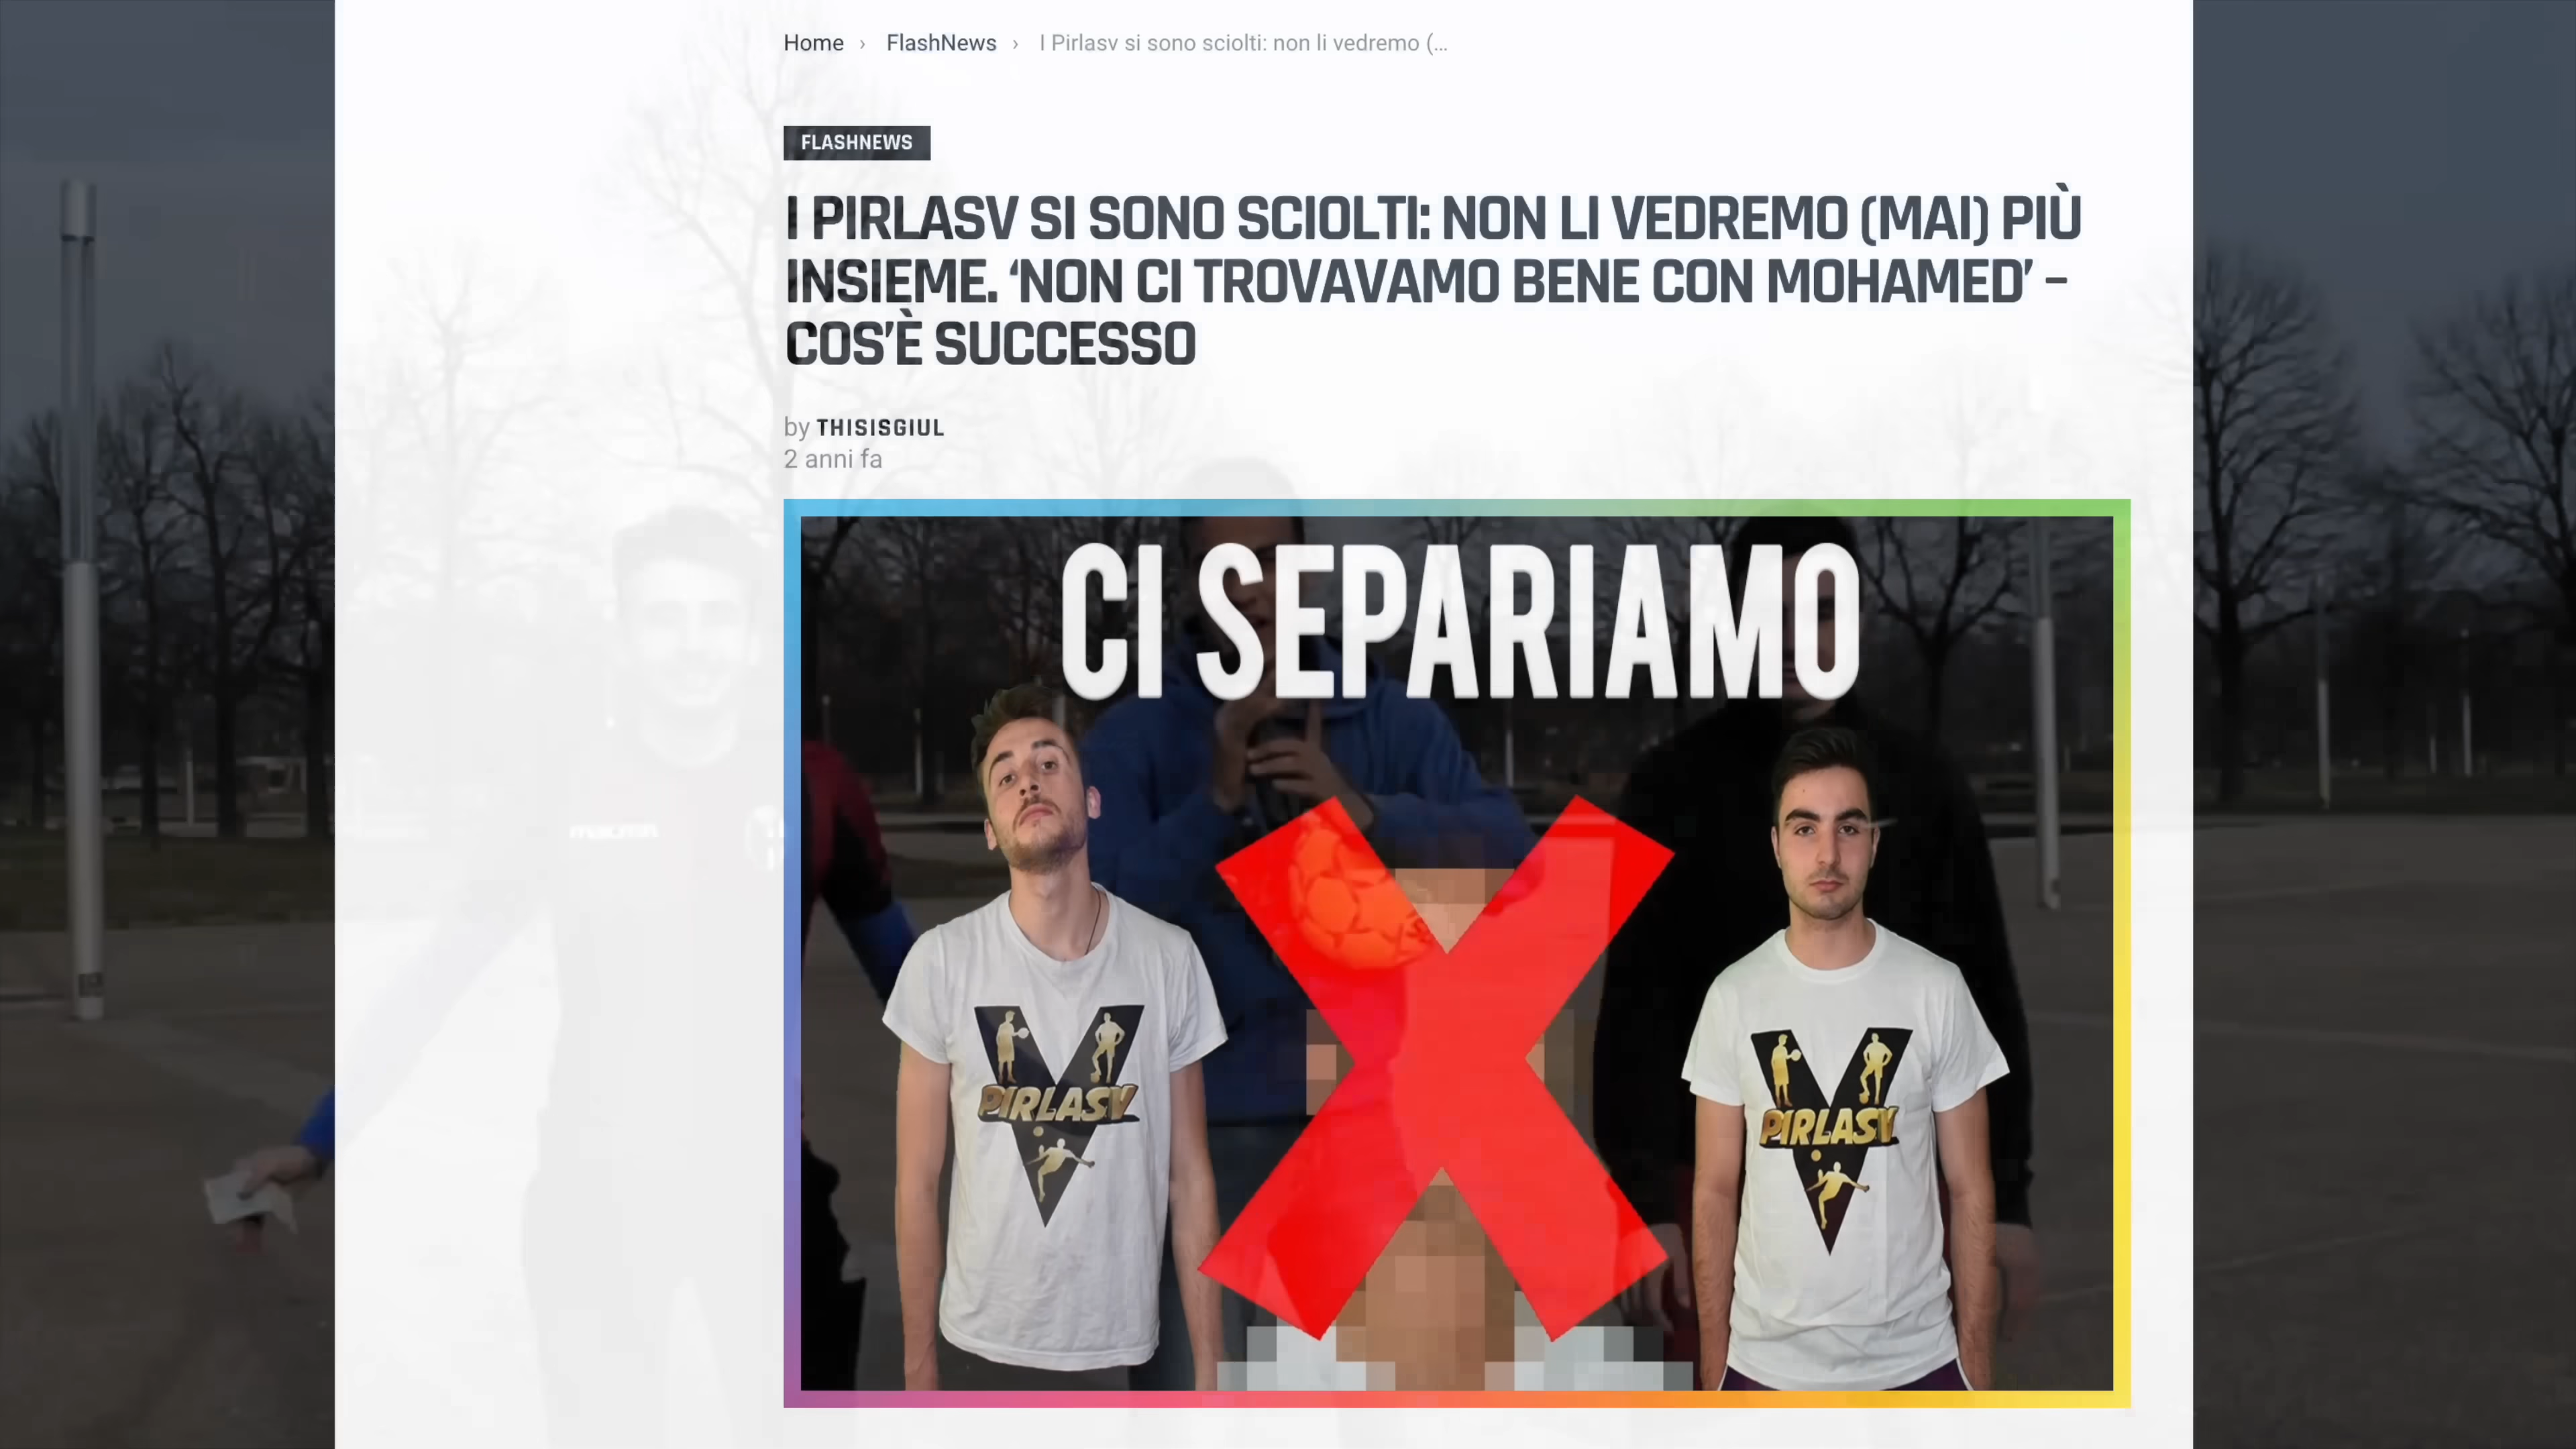 Home › FlashNews › I Pirlasv si sono sciolti: non li vedremo (...
FLASHNEWS
I PIRLASV SI SONO SCIOLTI: NON LI VEDREMO (MAI) PIÙ
INSIEME. ‘NON CI TROVAVAMO BENE CON MOHAMED’ –
COS’È SUCCESSO
by THISISGIUL
2 anni fa
CI SEPARIAMO
macron
PIRLASV
PIRLASV